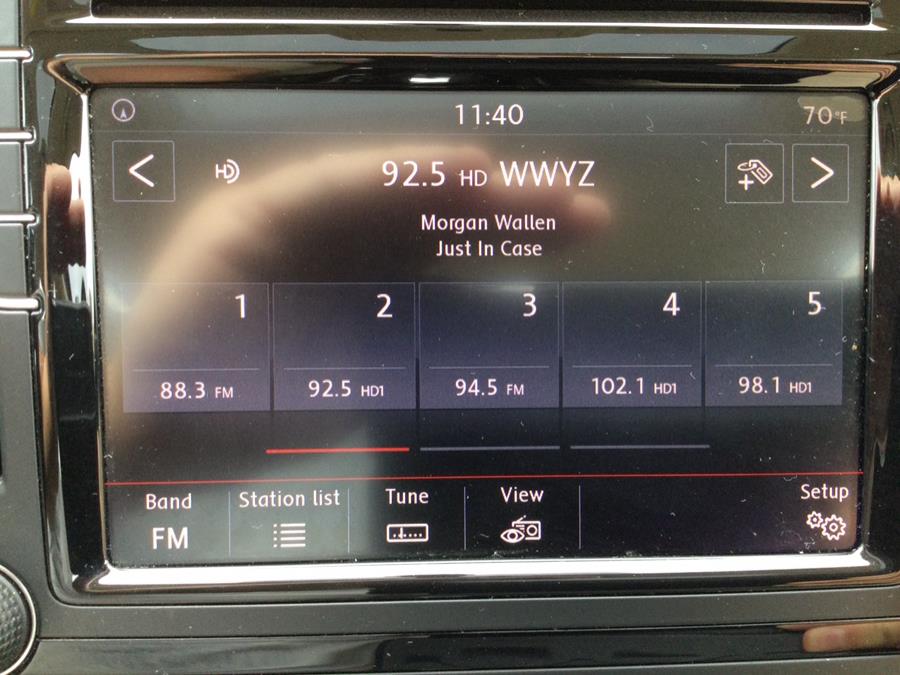 11:40
70°F
HD
92.5 HD WWYZ
Morgan Wallen
Just In Case
1 2 3 4 5
88.3 FM 92.5 HD1 94.5 FM 102.1 HD1 98.1 HD1
Band Station list Tune View Setup
FM